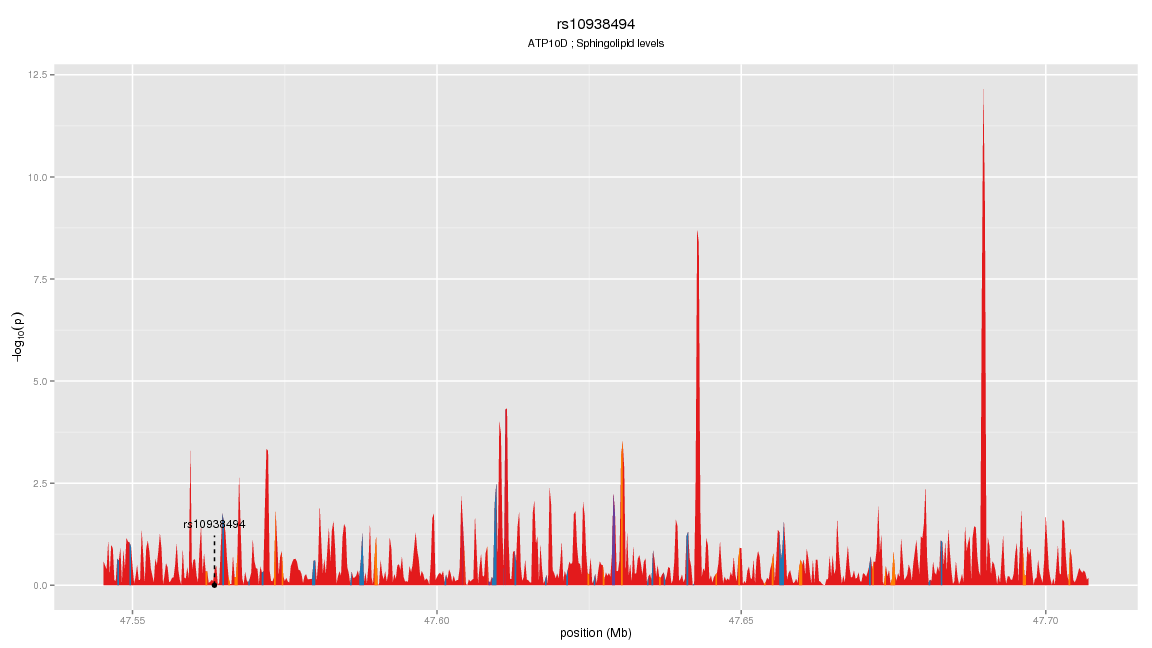 rs10938494
ATP10D ; Sphingolipid levels
12.5
10.0
7.5
5.0
2.5
0.0
−log10(p)
rs10938494
47.55
47.60
47.65
47.70
position (Mb)